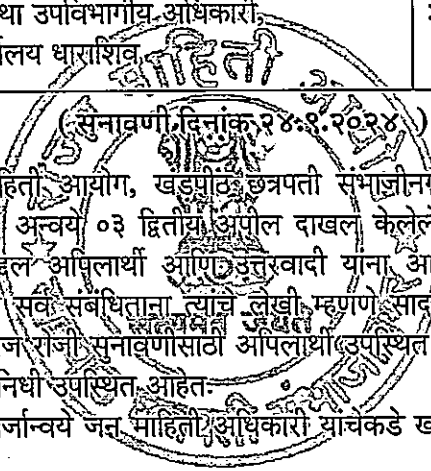 था उपविभागीय अधिकारी,
र्यालय धाराशिव
( सुनावणी दिनांक २४.९.२०२४ )
हिती आयोग, खंडपीठ छत्रपती संभाजीनग
अन्वये ०३ द्वितीय अपील दाखल केलेले
दल अपिलार्थी आणि उत्तरवादी यांना
सर्व संबंधिताना त्यांचे लेखी म्हणणे साद
रोजी सुनावणीसाठी अपिलार्थी उपस्थित
निधी उपस्थित आहेतः
र्जान्वये जन माहिती अधिकारी यांचेकडे ख